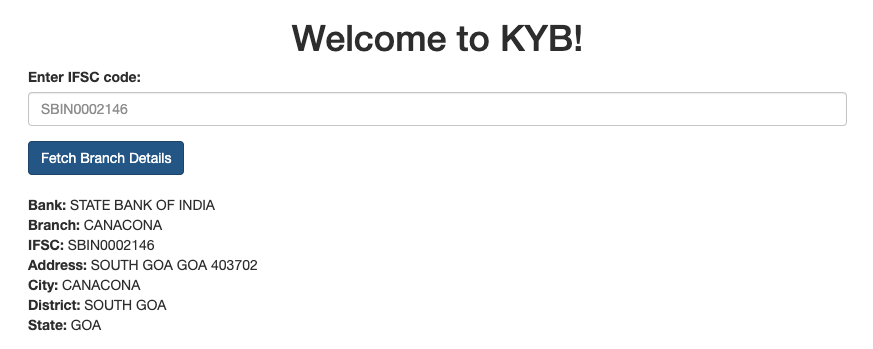 Welcome to KYB!
Enter IFSC code:
SBIN0002146
Fetch Branch Details
Bank: STATE BANK OF INDIA
Branch: CANACONA
IFSC: SBIN0002146
Address: SOUTH GOA GOA 403702
City: CANACONA
District: SOUTH GOA
State: GOA